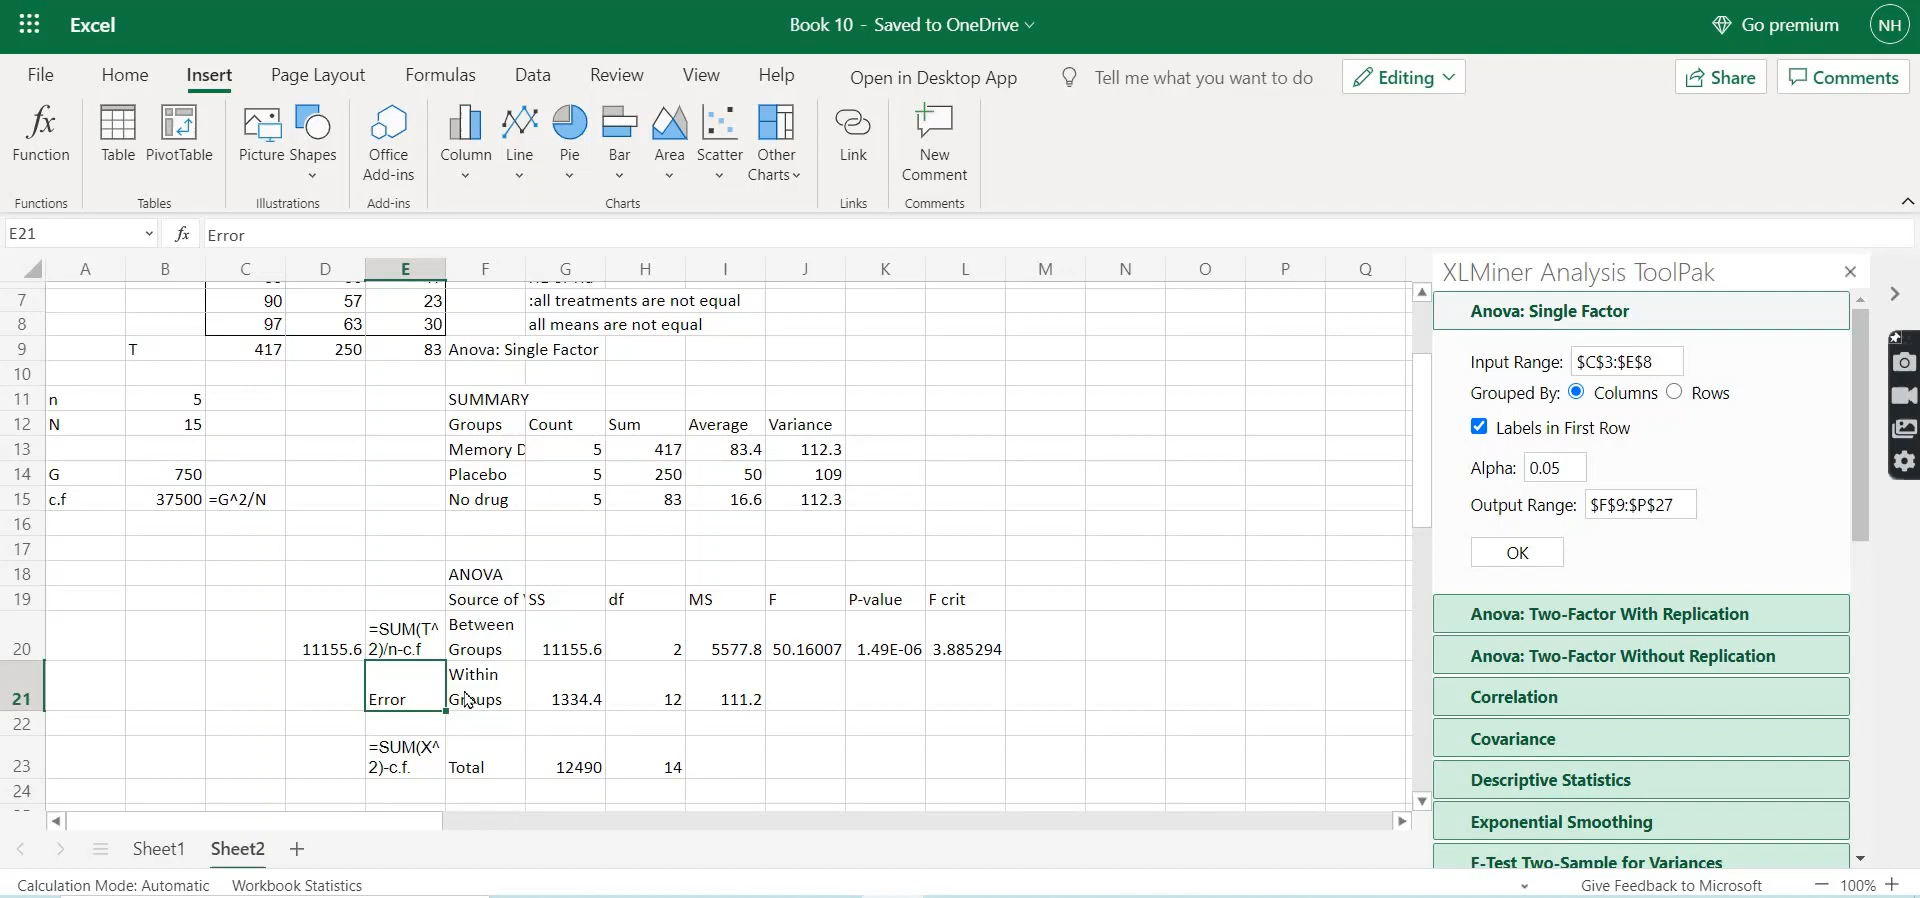 Excel
Book 10 - Saved to OneDrive
Go premium
NH
File Home Insert Page Layout Formulas Data Review View Help Open in Desktop App Tell me what you want to do Editing Share Comments
Function Table PivotTable Picture Shapes Office Add-ins Column Line Pie Bar Area Scatter Other Charts Link New Comment
Functions Tables Illustrations Add-ins Charts Links Comments
E21 fx Error
A B C D E F G H I J K L M N O P Q
7 90 57 23 :all treatments are not equal
8 97 63 30 all means are not equal
9 T 417 250 83 Anova: Single Factor
10
11 n 5 SUMMARY
12 N 15 Groups Count Sum Average Variance
13 Memory D 5 417 83.4 112.3
14 G 750 Placebo 5 250 50 109
15 c.f 37500 =G^2/N No drug 5 83 16.6 112.3
16
17
18 ANOVA
19 Source of SS df MS F P-value F crit
20 11155.6 =SUM(T^2)/n-c.f Between Groups 11155.6 2 5577.8 50.16007 1.49E-06 3.885294
21 Error Within Groups 1334.4 12 111.2
22
23 =SUM(X^2)-c.f. Total 12490 14
24
XLMiner Analysis ToolPak
Anova: Single Factor
Input Range: $C$3:$E$8
Grouped By: Columns Rows
Labels in First Row
Alpha: 0.05
Output Range: $F$9:$P$27
OK
Anova: Two-Factor With Replication
Anova: Two-Factor Without Replication
Correlation
Covariance
Descriptive Statistics
Exponential Smoothing
F-Test Two-Sample for Variances
Sheet1 Sheet2
Calculation Mode: Automatic Workbook Statistics Give Feedback to Microsoft 100%